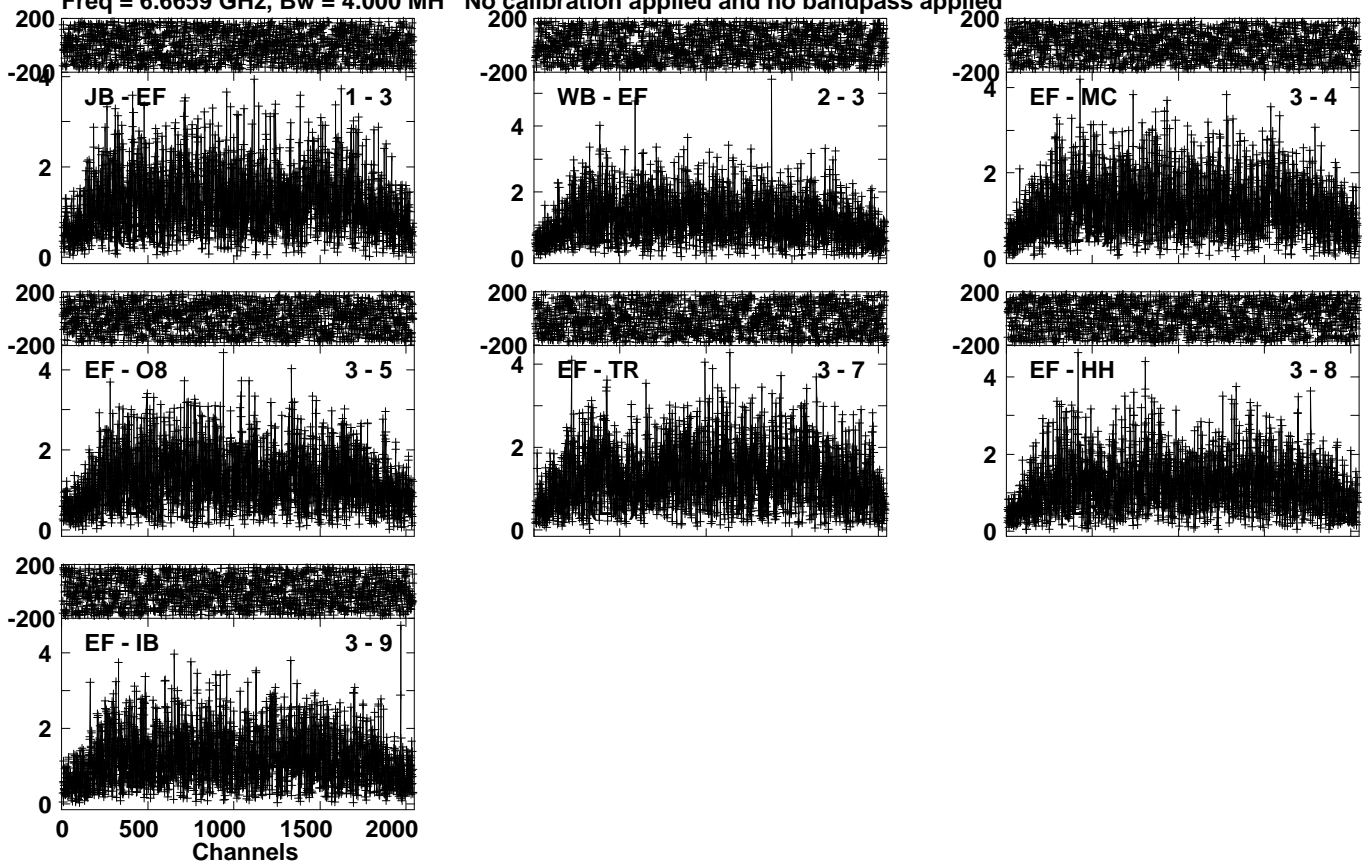 Freq = 6.6659 GHz, Bw = 4.000 MH No calibration applied and no bandpass applied
200 200 200
-200 -200 -200
4 4
JB - EF 1 - 3 WB - EF 2 - 3 EF - MC 3 - 4
4
2 2 2
0 0 0
200 200 200
-200 -200 -200
EF - O8 3 - 5 EF - TR 3 - 7 EF - HH 3 - 8
4 4 4
2 2 2
0 0 0
200
-200
EF - IB 3 - 9
4
2
0
0 500 1000 1500 2000
Channels